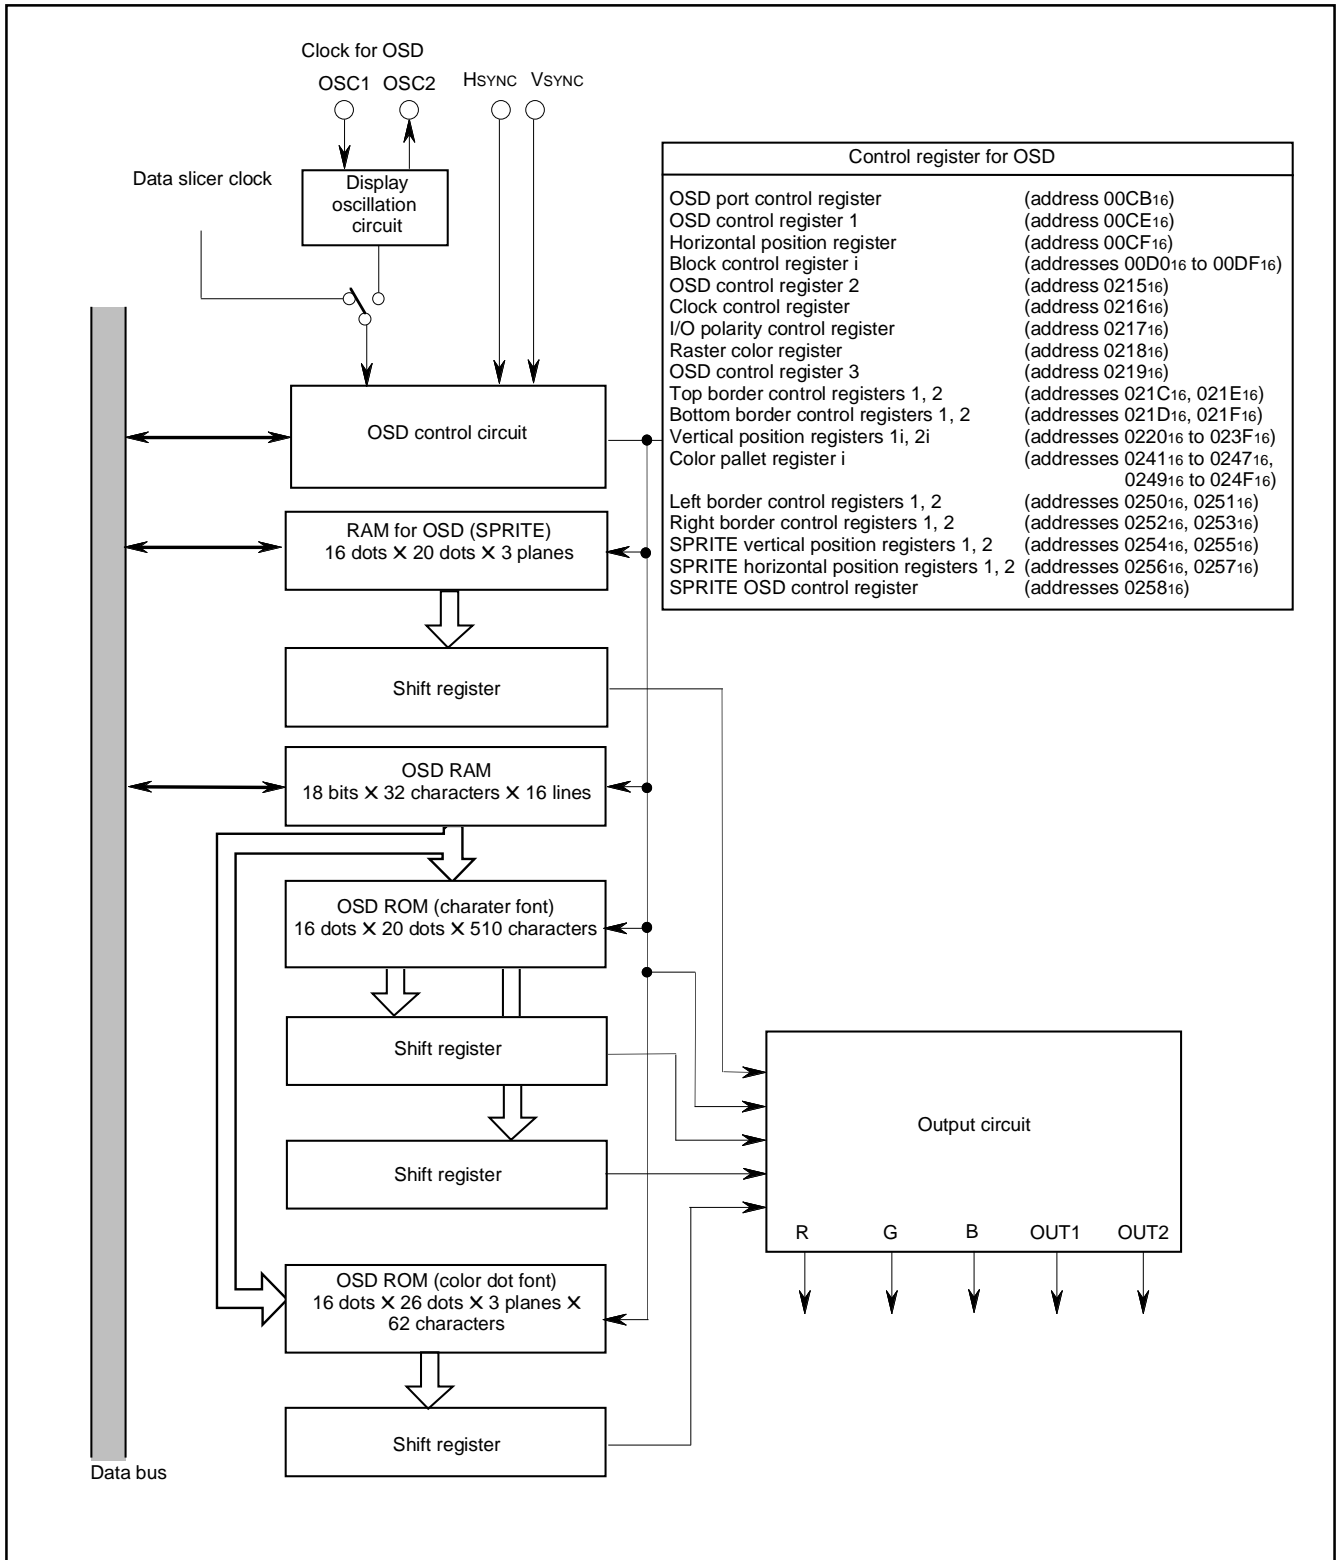 Clock for OSD
OSC1 OSC2 HSYNC VSYNC
Data slicer clock
Display
oscillation
circuit
Control register for OSD
OSD port control register (address 00CB16)
OSD control register 1 (address 00CE16)
Horizontal position register (address 00CF16)
Block control register i (addresses 00D016 to 00DF16)
OSD control register 2 (address 021516)
Clock control register (address 021616)
I/O polarity control register (address 021716)
Raster color register (address 021816)
OSD control register 3 (address 021916)
Top border control registers 1, 2 (addresses 021C16, 021E16)
Bottom border control registers 1, 2 (addresses 021D16, 021F16)
Vertical position registers 1i, 2i (addresses 022016 to 023F16)
Color pallet register i (addresses 024116 to 024716,
024916 to 024F16)
Left border control registers 1, 2 (addresses 025016, 025116)
Right border control registers 1, 2 (addresses 025216, 025316)
SPRITE vertical position registers 1, 2 (addresses 025416, 025516)
SPRITE horizontal position registers 1, 2 (addresses 025616, 025716)
SPRITE OSD control register (addresses 025816)
OSD control circuit
RAM for OSD (SPRITE)
16 dots X 20 dots X 3 planes
Shift register
OSD RAM
18 bits X 32 characters X 16 lines
OSD ROM (charater font)
16 dots X 20 dots X 510 characters
Shift register
Shift register
Output circuit
R G B OUT1 OUT2
OSD ROM (color dot font)
16 dots X 26 dots X 3 planes X
62 characters
Shift register
Data bus